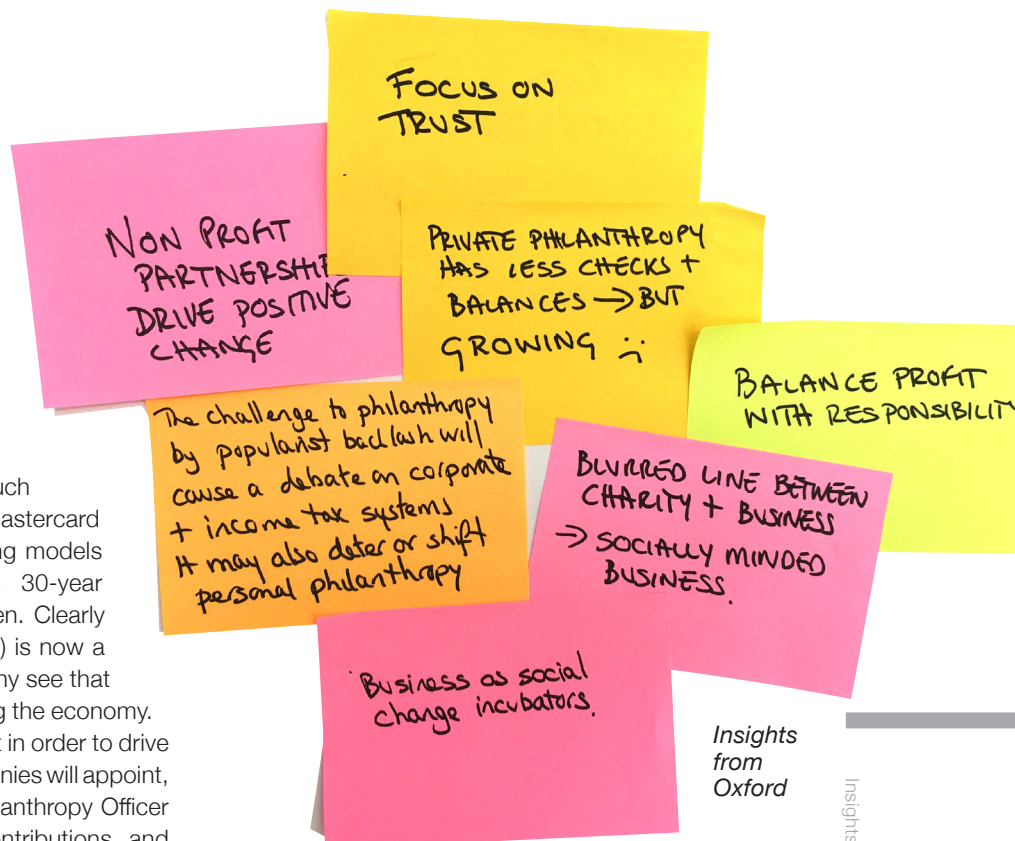 FOCUS ON
TRUST
NON PROFIT
PARTNERSHIP
DRIVE POSITIVE
CHANGE
PRIVATE PHILANTHROPY
HAS LESS CHECKS +
BALANCES → BUT
GROWING :(
BALANCE PROFIT
WITH RESPONSIBILITY
The challenge to philanthropy
by popularist backlash will
cause a debate on corporate
+ income tax systems
It may also deter or shift
personal philanthropy
BLURRED LINE BETWEEN
CHARITY + BUSINESS
→ SOCIALLY MINDED
BUSINESS.
Business as social
change incubators.
uch
astercard
ng models
30-year
en. Clearly
) is now a
ny see that
g the economy.
t in order to drive
nies will appoint,
anthropy Officer
ntributions and
Insights
from
Oxford
Insights